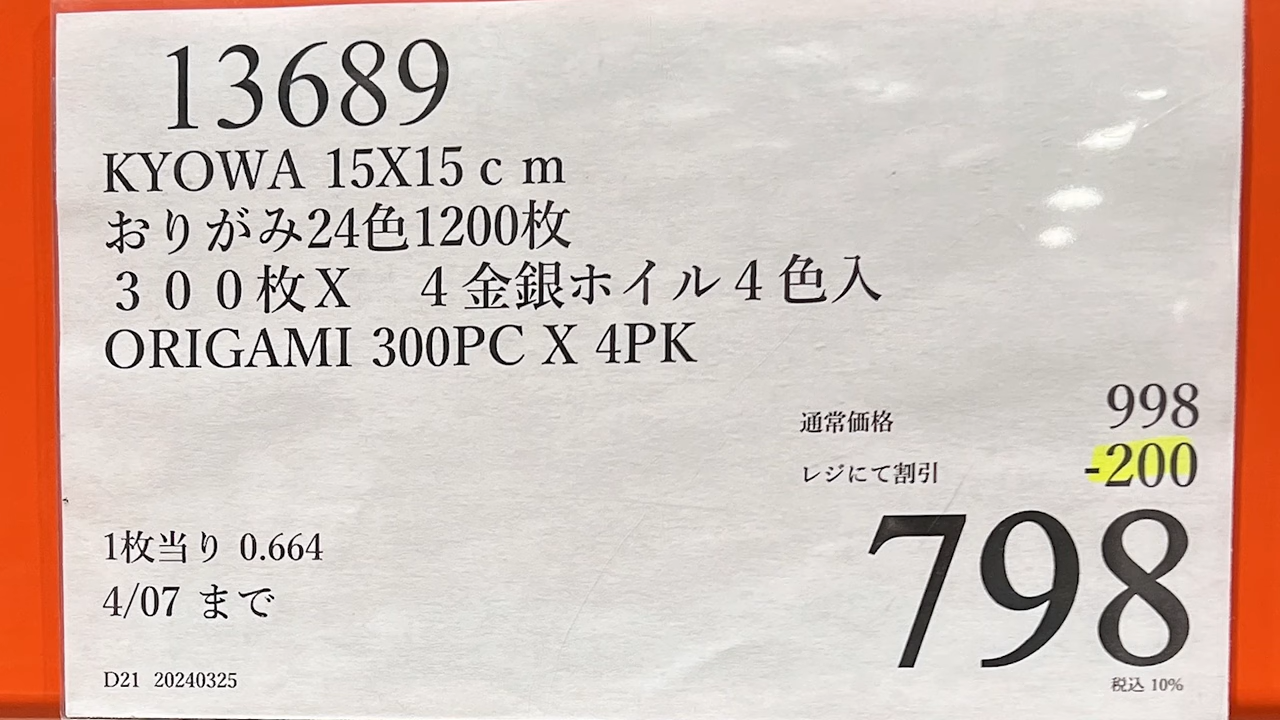 13689
KYOWA 15X15ｃｍ
おりがみ24色1200枚
３００枚Ｘ　４金銀ホイル４色入
ORIGAMI 300PC X 4PK
通常価格 998
レジにて割引 -200
798
1枚当り 0.664
4/07 まで
D21 20240325
税込 10%